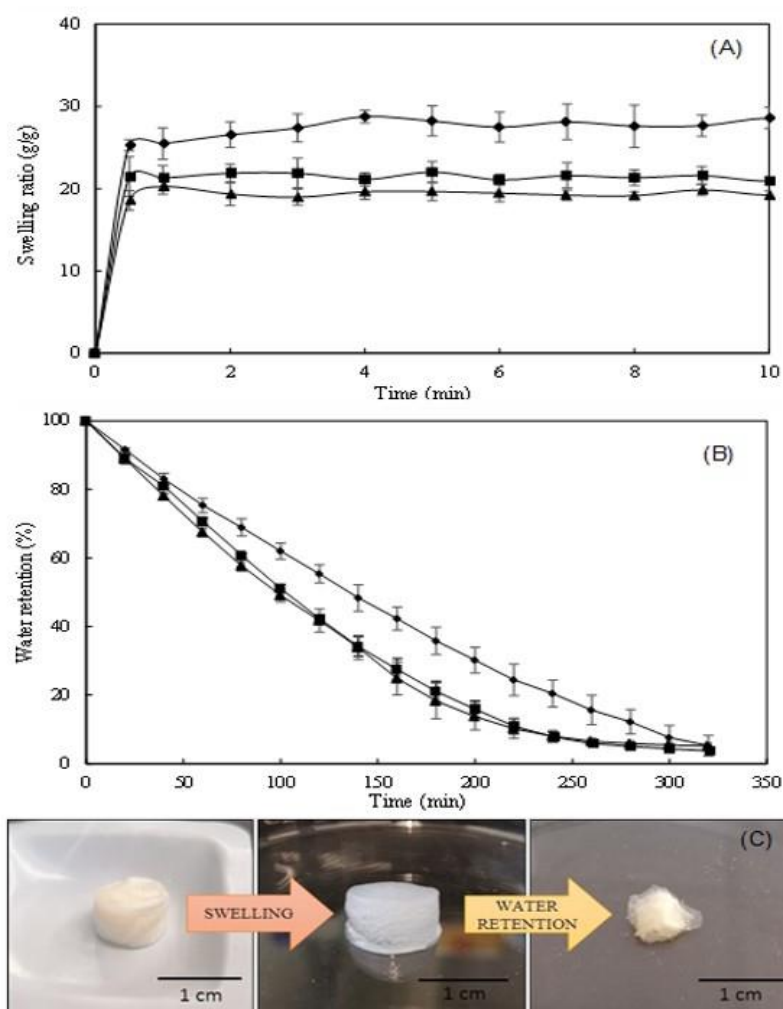 40
(A)
30
20
10
0
Swelling ratio (g/g)
0 2 4 6 8 10
Time (min)
100
(B)
80
60
40
20
0
Water retention (%)
0 50 100 150 200 250 300 350
Time (min)
(C)
SWELLING
WATER
RETENTION
1 cm
1 cm
1 cm